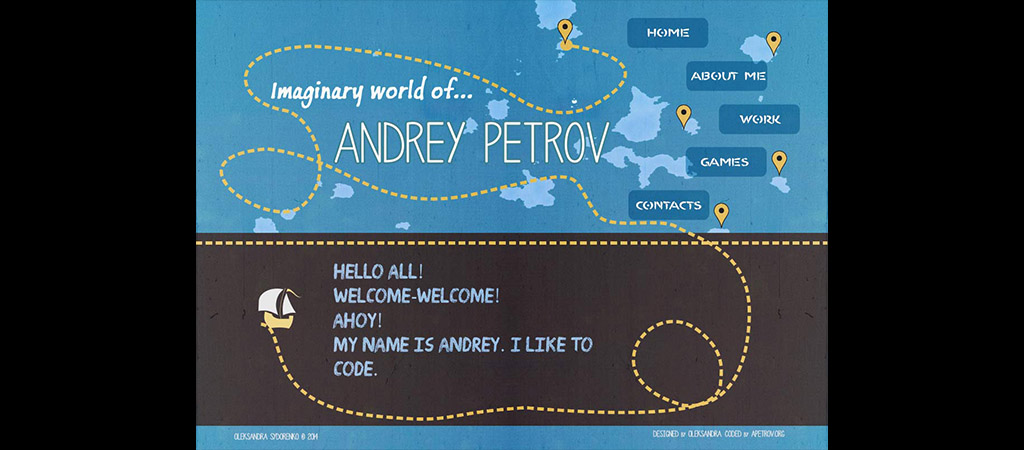 HOME
ABOUT ME
Imaginary world of...
WORK
ANDREY PETROV
GAMES
CONTACTS
HELLO ALL!
WELCOME-WELCOME!
AHOY!
MY NAME IS ANDREY. I LIKE TO
CODE.
OLEKSANDRA SYDORENKO © 2014
DESIGNED BY OLEKSANDRA. CODED BY APETROV.ORG